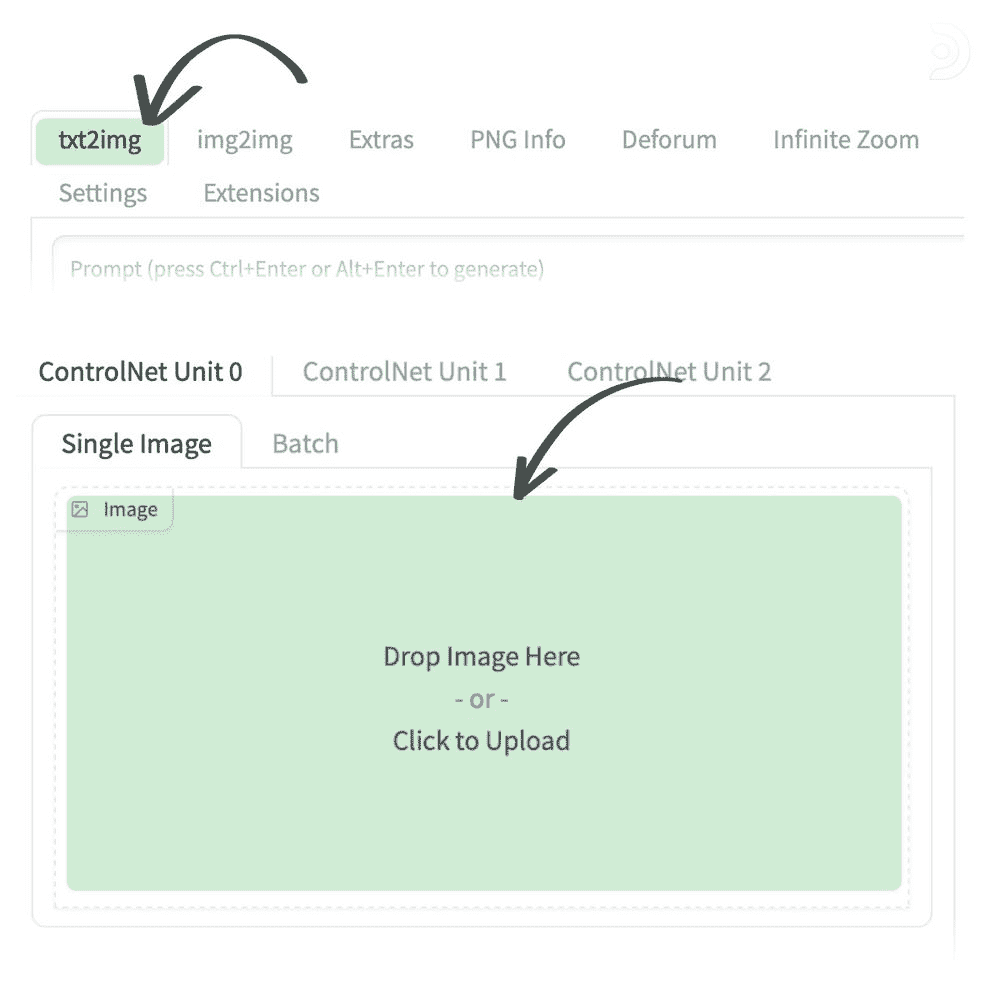 txt2img img2img Extras PNG Info Deforum Infinite Zoom
Settings Extensions
Prompt (press Ctrl+Enter or Alt+Enter to generate)
ControlNet Unit 0 ControlNet Unit 1 ControlNet Unit 2
Single Image Batch
Image
Drop Image Here
- or -
Click to Upload